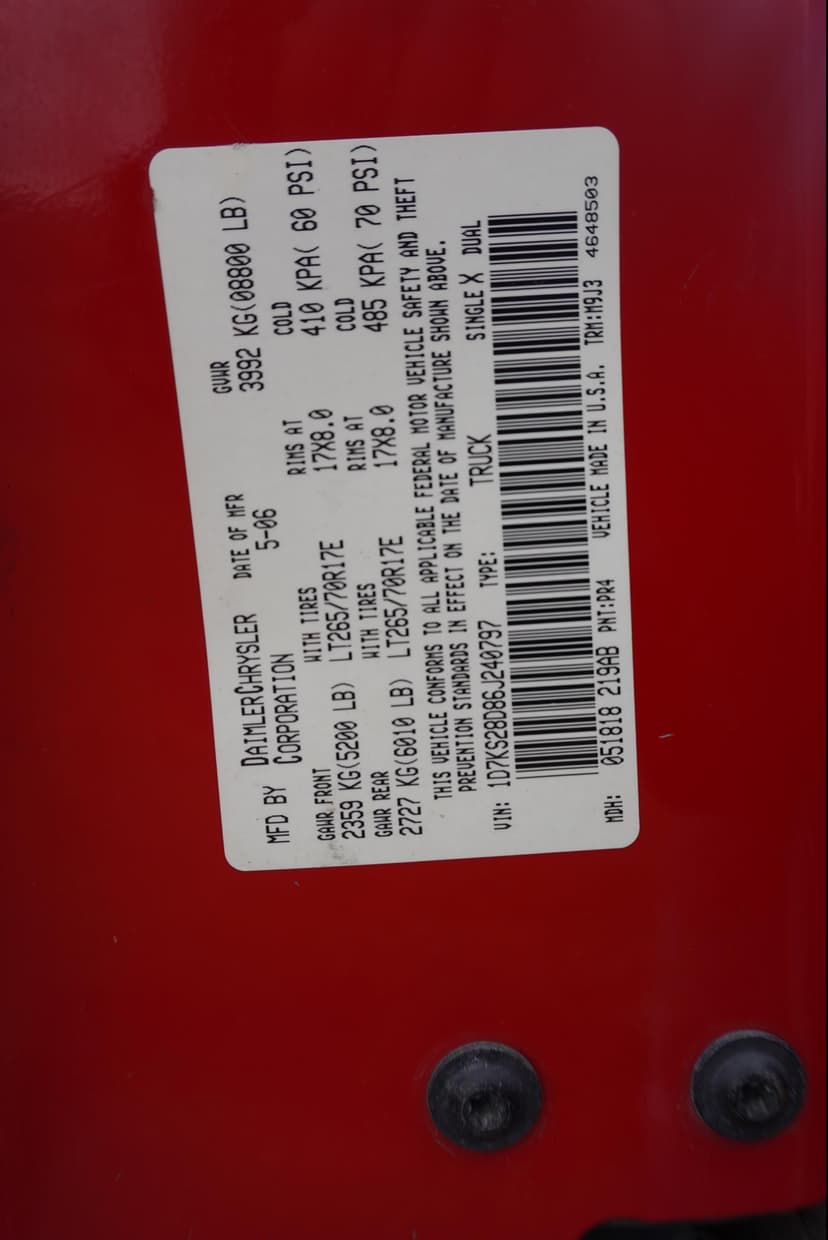 MFD BY DAIMLERCHRYSLER CORPORATION DATE OF MFR 5-06 GVWR 3992 KG(08800 LB)
GAWR FRONT WITH TIRES RIMS AT COLD
2359 KG(5200 LB) LT265/70R17E 17X8.0 410 KPA( 60 PSI)
GAWR REAR WITH TIRES RIMS AT COLD
2727 KG(6010 LB) LT265/70R17E 17X8.0 485 KPA( 70 PSI)
THIS VEHICLE CONFORMS TO ALL APPLICABLE FEDERAL MOTOR VEHICLE SAFETY AND THEFT
PREVENTION STANDARDS IN EFFECT ON THE DATE OF MANUFACTURE SHOWN ABOVE.
VIN: 1D7KS28D86J240797 TYPE: TRUCK SINGLE X DUAL
MDH: 051818 219AB PNT:PR4 VEHICLE MADE IN U.S.A. TRM:M9J3 4648503